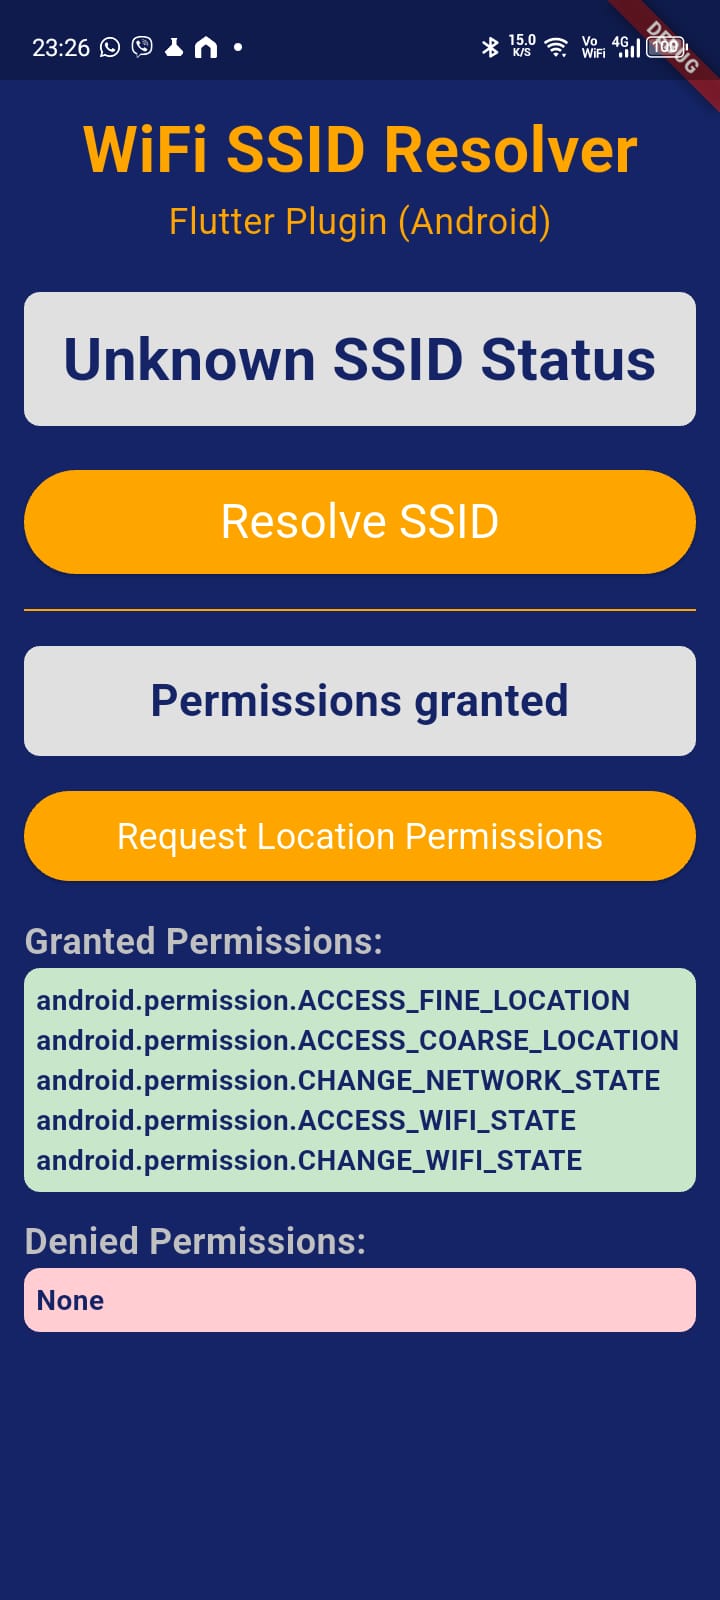 23:26
15.0
K/S
Vo
WiFi
4G
100
DEBUG
WiFi SSID Resolver
Flutter Plugin (Android)
Unknown SSID Status
Resolve SSID
Permissions granted
Request Location Permissions
Granted Permissions:
android.permission.ACCESS_FINE_LOCATION
android.permission.ACCESS_COARSE_LOCATION
android.permission.CHANGE_NETWORK_STATE
android.permission.ACCESS_WIFI_STATE
android.permission.CHANGE_WIFI_STATE
Denied Permissions:
None